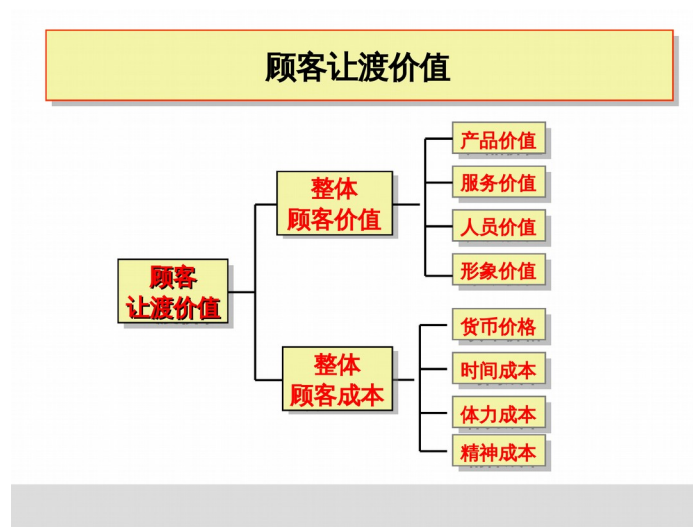 顾客让渡价值
产品价值
服务价值
人员价值
形象价值
整体
顾客价值
顾客
让渡价值
整体
顾客成本
货币价格
时间成本
体力成本
精神成本